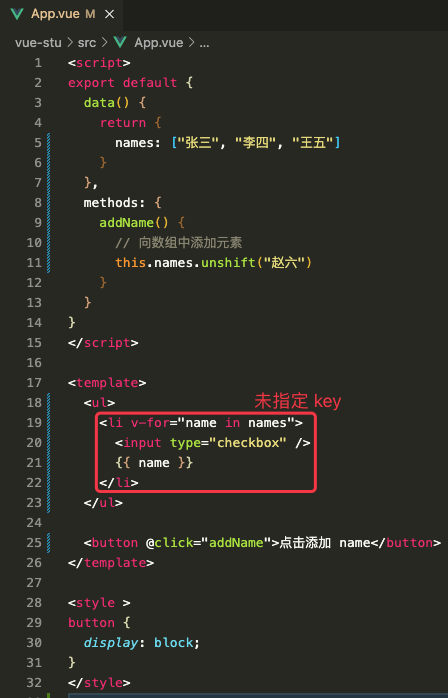 App.vue M ×
vue-stu > src > App.vue > ...
1 <script>
2 export default {
3 data() {
4 return {
5 names: ["张三", "李四", "王五"]
6 }
7 },
8 methods: {
9 addName() {
10 // 向数组中添加元素
11 this.names.unshift("赵六")
12 }
13 }
14 }
15 </script>
16
17 <template>
18 <ul>
未指定 key
19 <li v-for="name in names">
20 <input type="checkbox" />
21 {{ name }}
22 </li>
23 </ul>
24
25 <button @click="addName">点击添加 name</button>
26 </template>
27
28 <style >
29 button {
30 display: block;
31 }
32 </style>